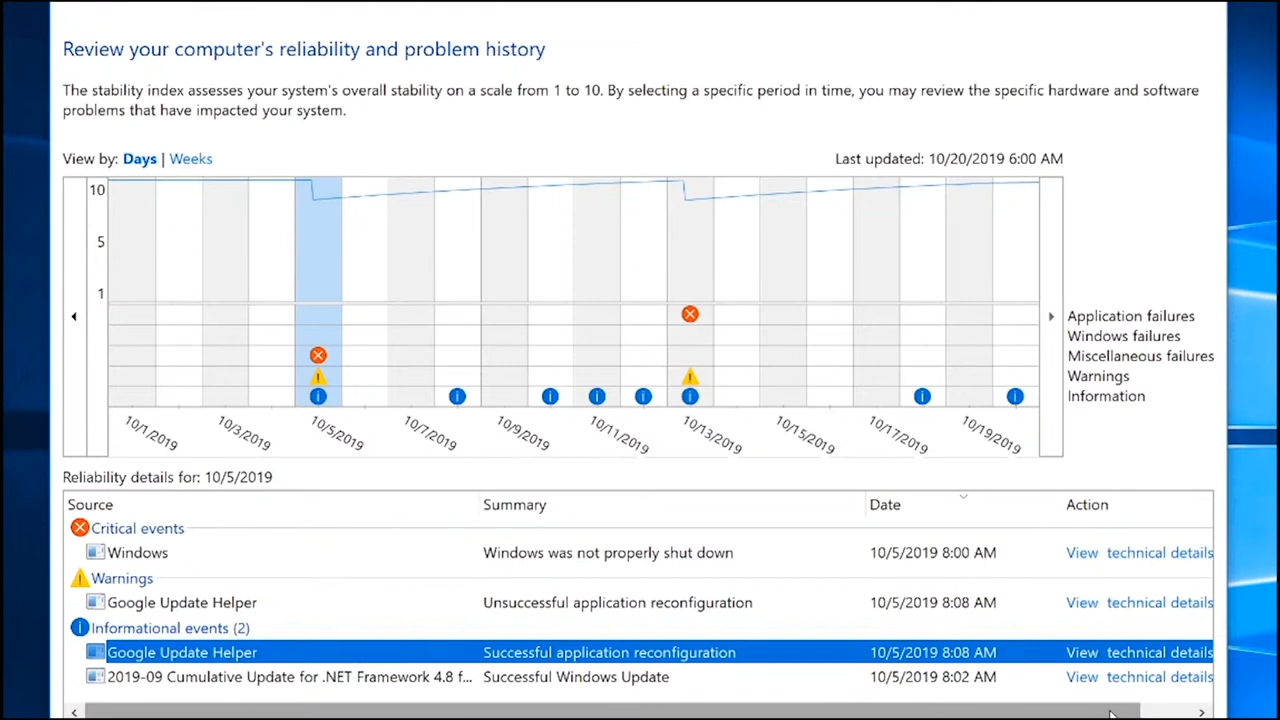 Review your computer's reliability and problem history
The stability index assesses your system's overall stability on a scale from 1 to 10. By selecting a specific period in time, you may review the specific hardware and software
problems that have impacted your system.
View by: Days | Weeks
Last updated: 10/20/2019 6:00 AM
10
5
1
Application failures
Windows failures
Miscellaneous failures
Warnings
Information
10/1/2019 10/3/2019 10/5/2019 10/7/2019 10/9/2019 10/11/2019 10/13/2019 10/15/2019 10/17/2019 10/19/2019
Reliability details for: 10/5/2019
Source Summary Date Action
Critical events
Windows Windows was not properly shut down 10/5/2019 8:00 AM View technical details
Warnings
Google Update Helper Unsuccessful application reconfiguration 10/5/2019 8:08 AM View technical details
Informational events (2)
Google Update Helper Successful application reconfiguration 10/5/2019 8:08 AM View technical details
2019-09 Cumulative Update for .NET Framework 4.8 f... Successful Windows Update 10/5/2019 8:02 AM View technical details